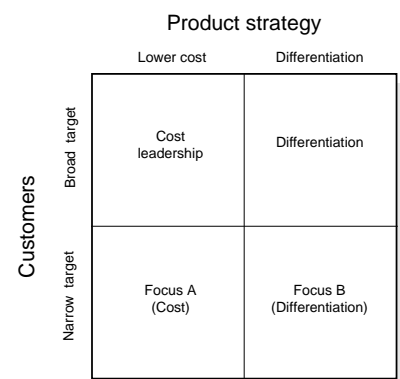 Product strategy
Lower cost Differentiation
Customers
Broad target
Cost
leadership
Differentiation
Narrow target
Focus A
(Cost)
Focus B
(Differentiation)